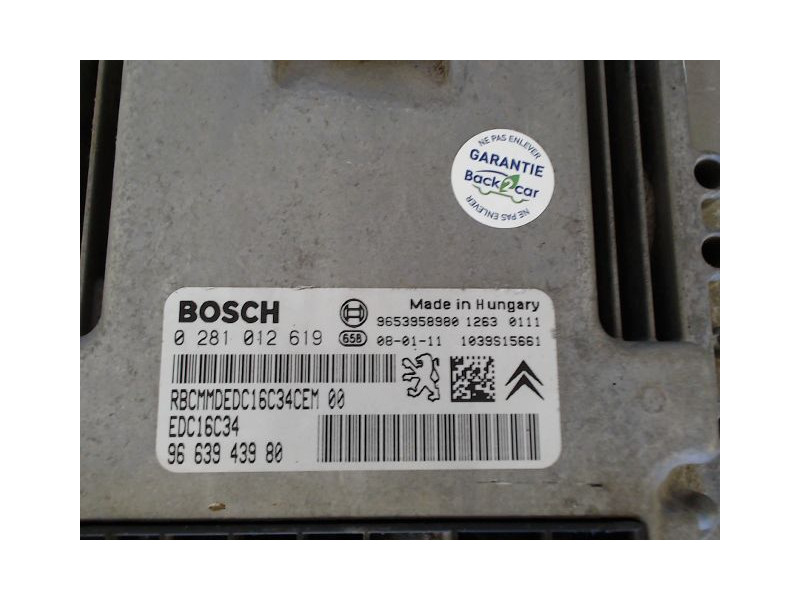 NE PAS ENLEVER
GARANTIE
Back2car
NE PAS ENLEVER
BOSCH
Made in Hungary
9653958980 1263 0111
0 281 012 619
658
08-01-11 1039S15661
RBCMMDEDC16C34CEM 00
EDC16C34
96 639 439 80